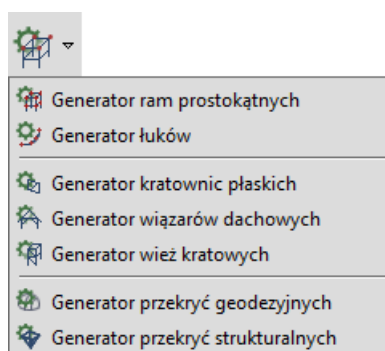 Generator ram prostokątnych
Generator łuków
Generator kratownic płaskich
Generator wiązarów dachowych
Generator wież kratowych
Generator przekryć geodezyjnych
Generator przekryć strukturalnych